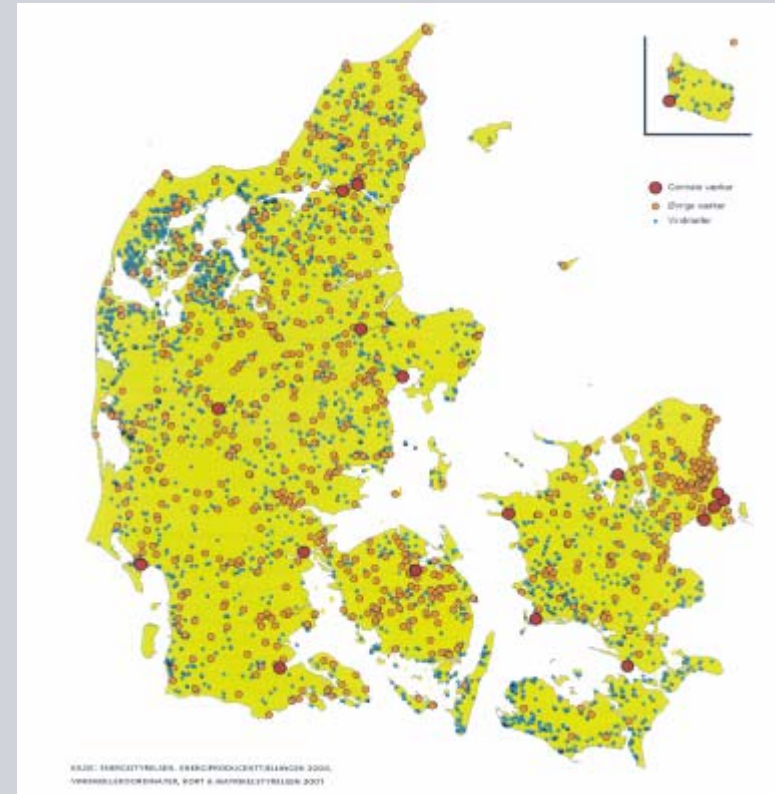 Centrale værker
Øvrige værker
Vindmøller
KILDE: ENERGISTYRELSEN, ENERGIPRODUCENTTÆLLINGEN 2000,
VINDMØLLEKOORDINATER, KORT & MATRIKELSTYRELSEN 2001